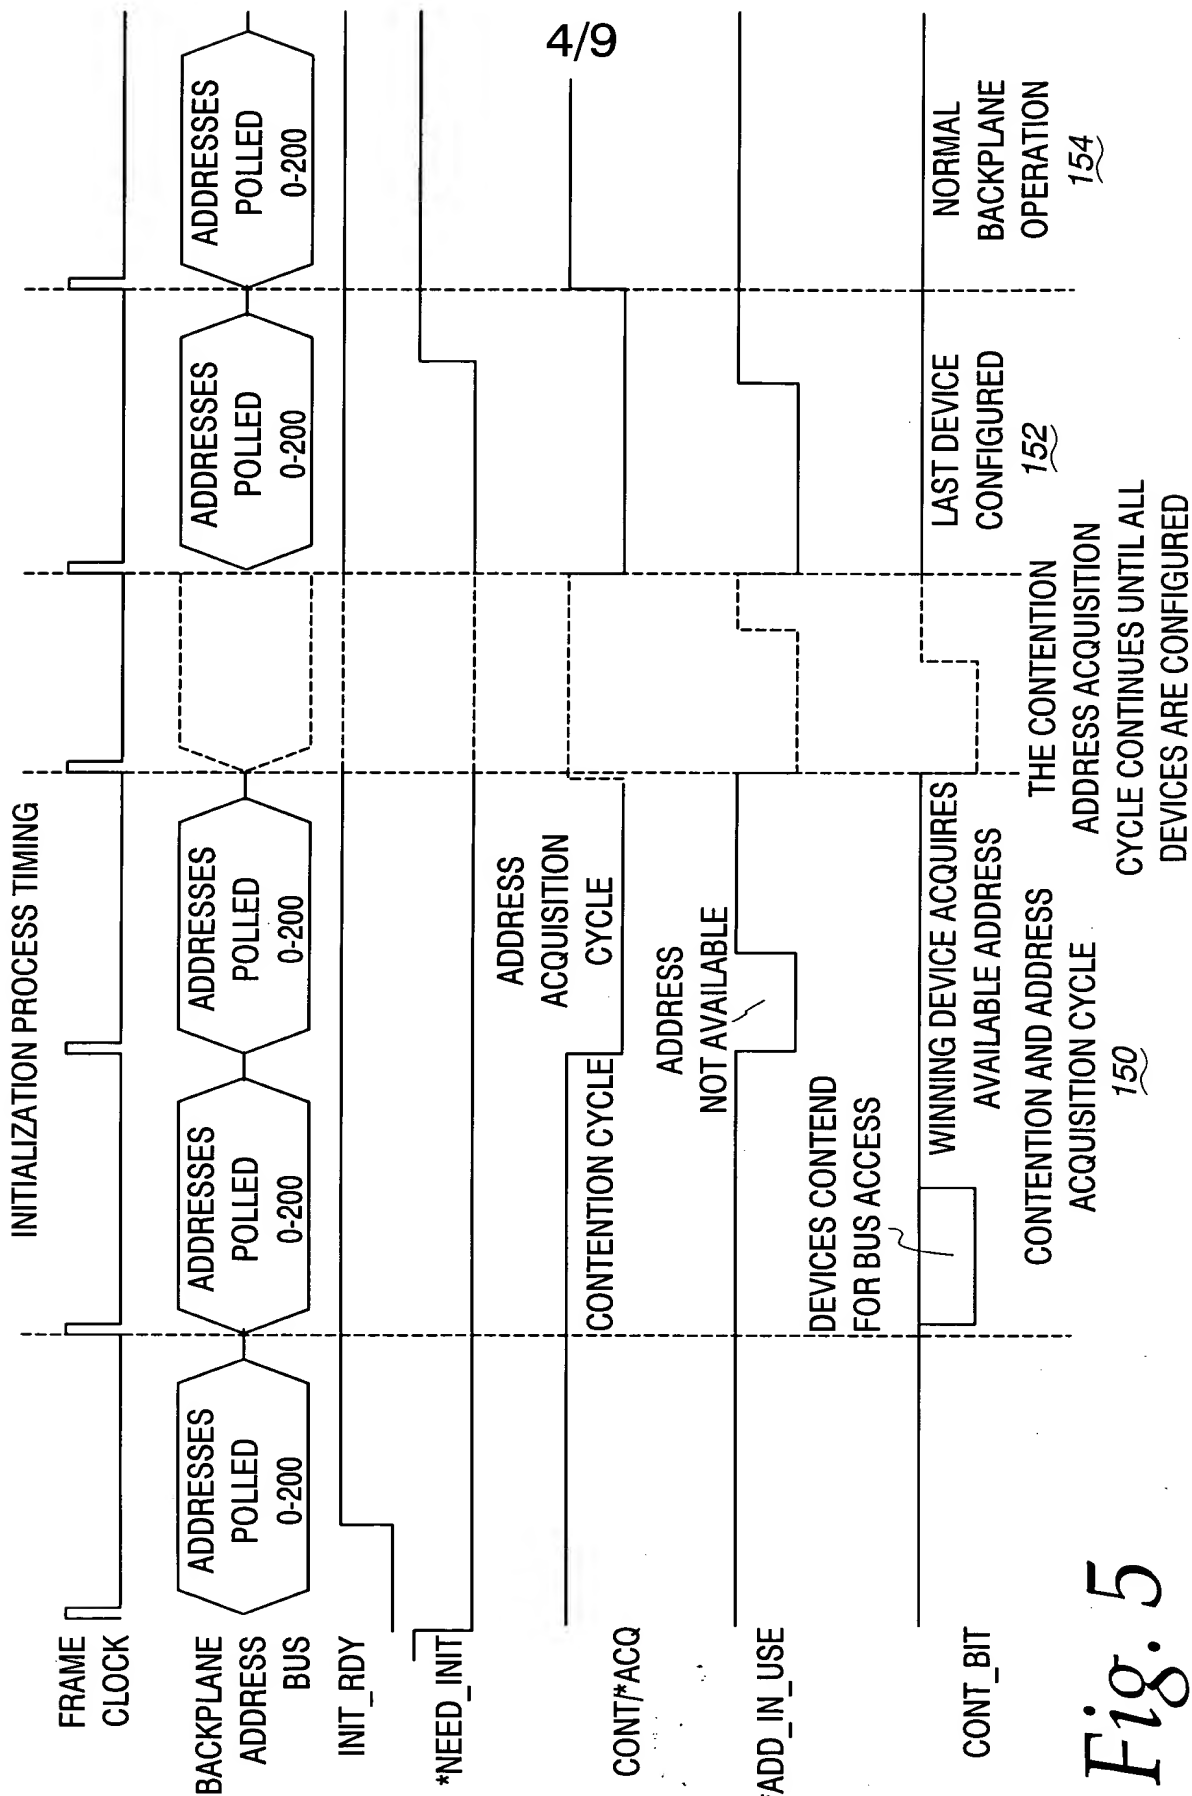 4/9
INITIALIZATION PROCESS TIMING
FRAME
CLOCK
BACKPLANE
ADDRESS
BUS
ADDRESSES
POLLED
0-200
ADDRESSES
POLLED
0-200
ADDRESSES
POLLED
0-200
ADDRESSES
POLLED
0-200
ADDRESSES
POLLED
0-200
INIT_RDY
*NEED_INIT
CONT/*ACQ
CONTENTION CYCLE
ADDRESS
ACQUISITION
CYCLE
*ADD_IN_USE
ADDRESS
NOT AVAILABLE
CONT_BIT
DEVICES CONTEND
FOR BUS ACCESS
WINNING DEVICE ACQUIRES
AVAILABLE ADDRESS
CONTENTION AND ADDRESS
ACQUISITION CYCLE
150
THE CONTENTION
ADDRESS ACQUISITION
CYCLE CONTINUES UNTIL ALL
DEVICES ARE CONFIGURED
LAST DEVICE
CONFIGURED
152
NORMAL
BACKPLANE
OPERATION
154
Fig. 5